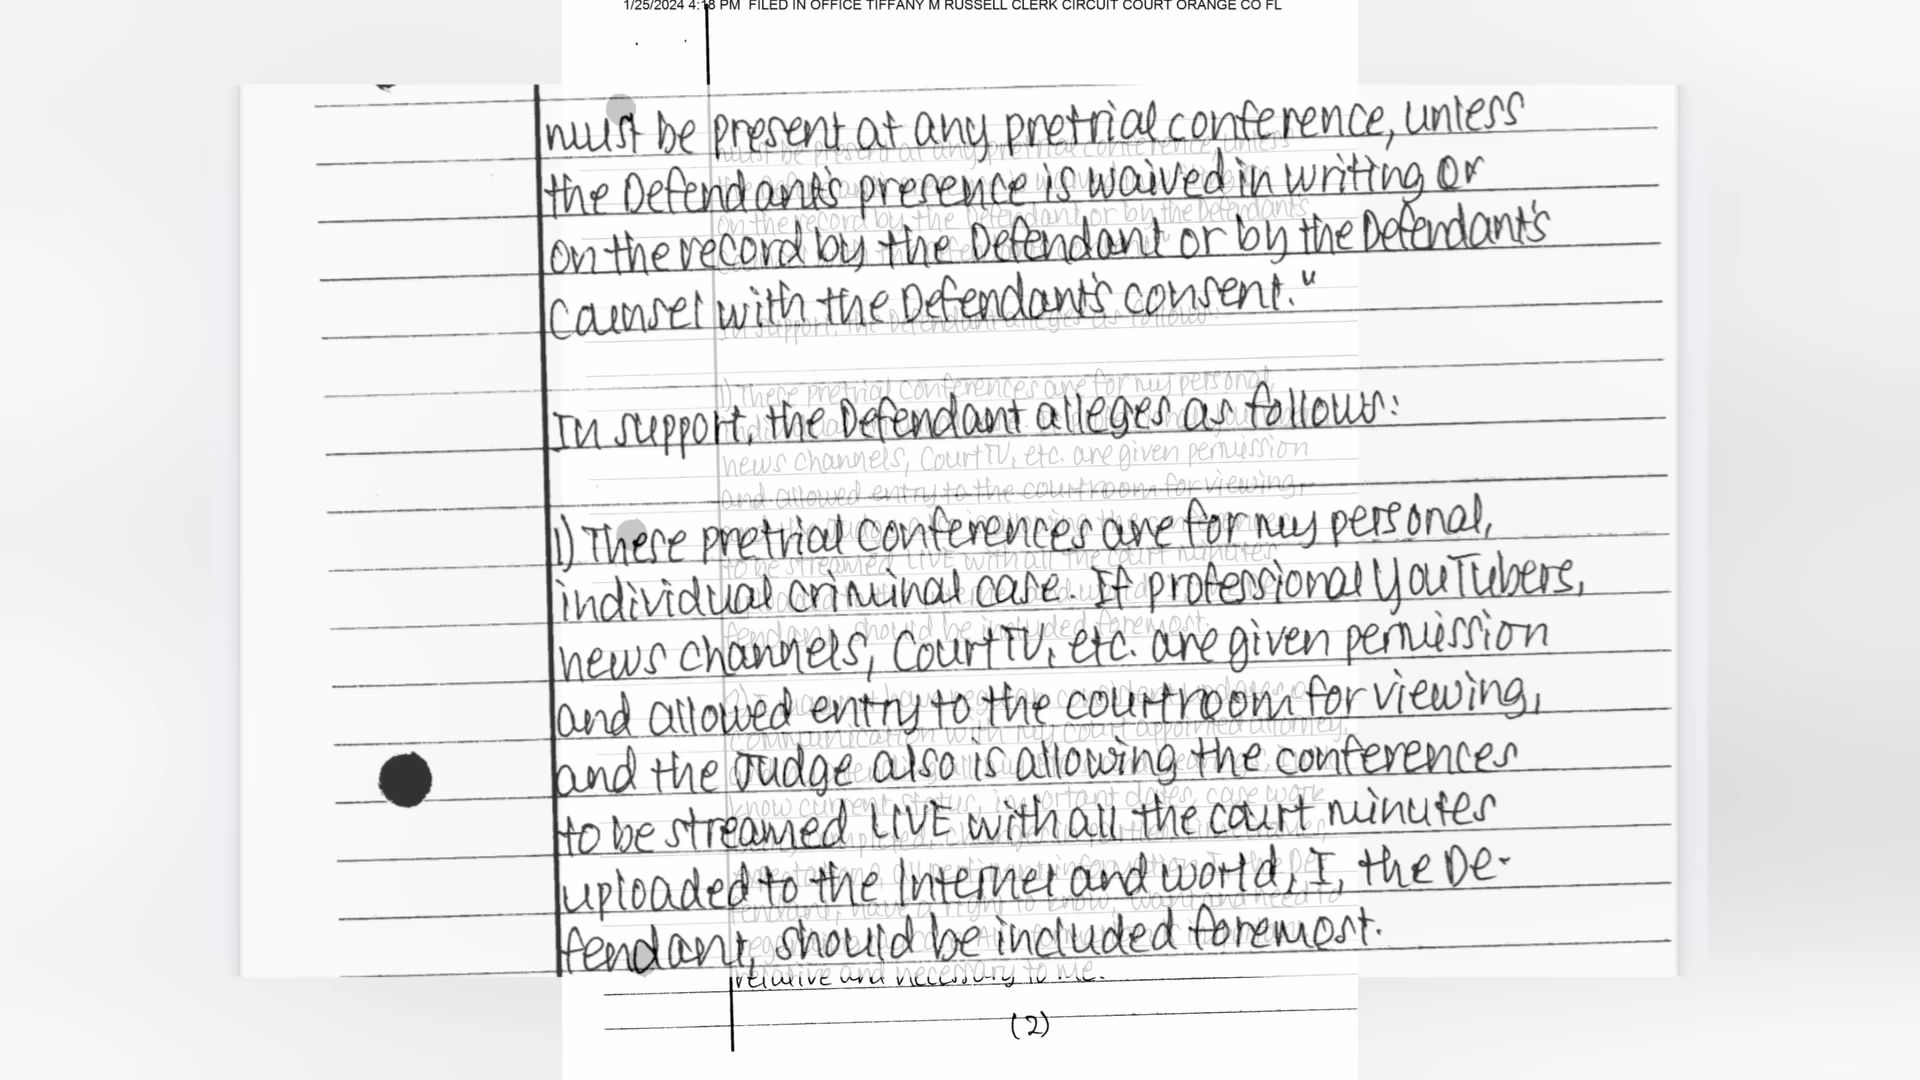 1/25/2024 4:18 PM FILED IN OFFICE TIFFANY M RUSSELL CLERK CIRCUIT COURT ORANGE CO FL
must be present at any pretrial conference, unless
the Defendant's presence is waived in writing or
on the record by the Defendant or by the Defendant's
Counsel with the Defendant's consent."
In support, the Defendant alleges as follows:
1) These pretrial conferences are for my personal,
individual criminal case. If professional YouTubers,
news channels, CourtTV, etc. are given permission
and allowed entry to the courtroom for viewing,
and the Judge also is allowing the conferences
to be streamed LIVE with all the court minutes
uploaded to the Internet and world, I, the De-
fendant, should be included foremost.
relative and necessary to me.
(2)